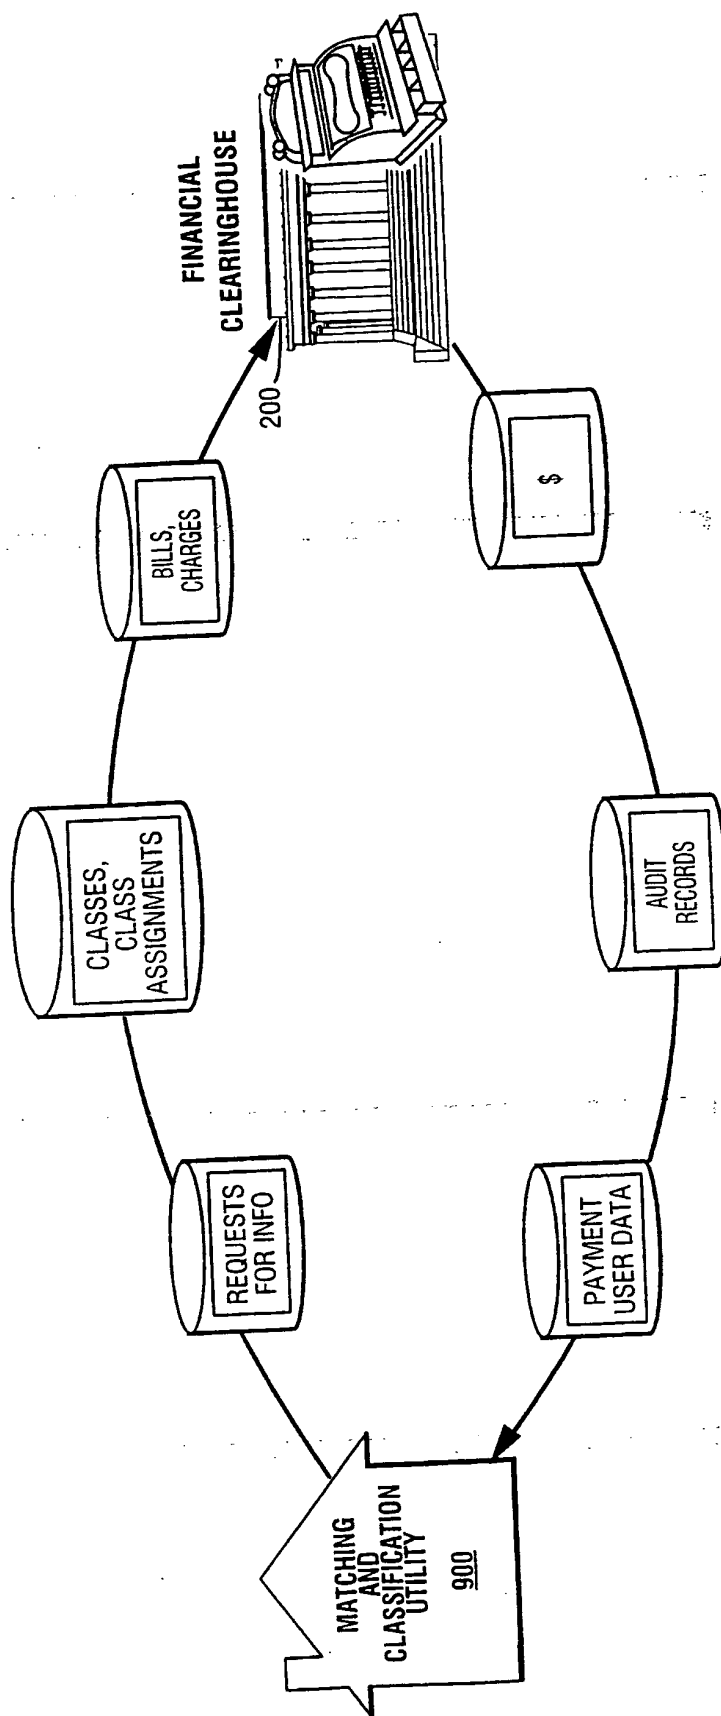 FINANCIAL
CLEARINGHOUSE
200
BILLS,
CHARGES
CLASSES,
CLASS
ASSIGNMENTS
REQUESTS
FOR INFO
MATCHING
AND
CLASSIFICATION
UTILITY
900
PAYMENT
USER DATA
AUDIT
RECORDS
$